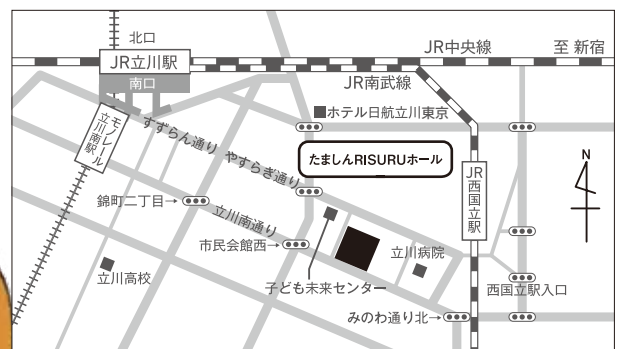 北口
JR立川駅
南口
JR中央線
至 新宿
JR南武線
ホテル日航立川東京
モノレール
立川南駅
すずらん通り
やすらぎ通り
たましんRISURUホール
N
JR西国立駅
錦町二丁目→
立川南通り
市民会館西→
立川病院
立川高校
子ども未来センター
西国立駅入口
みのわ通り北→